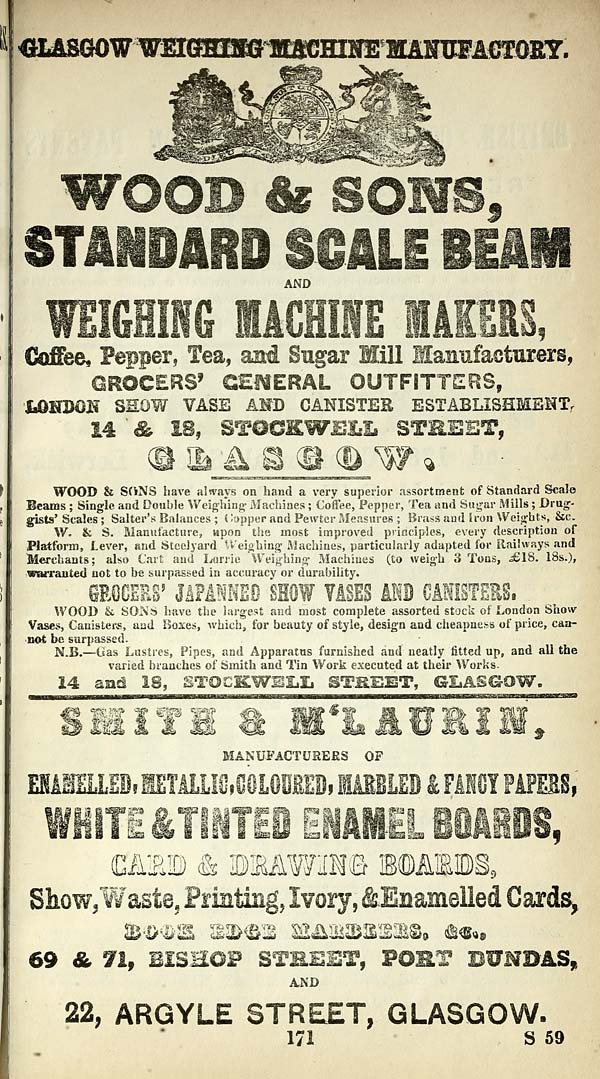 GLASGOW WEIGHING MACHINE MANUFACTORY.
WOOD & SONS,
STANDARD SCALE BEAM
AND
WEIGHING MACHINE MAKERS,
Coffee, Pepper, Tea, and Sugar Mill Manufacturers,
GROCERS' GENERAL OUTFITTERS,
LONDON SHOW VASE AND CANISTER ESTABLISHMENT,
14 & 18, STOCKWELL STREET,
GLASGOW.
WOOD & SONS have always on hand a very superior assortment of Standard Scale
Beams; Single and Double Weighing Machines; Coffee, Pepper, Tea and Sugar Mills; Drug-
gists' Scales; Salter's Balances; Copper and Pewter Measures; Brass and Iron Weights, &c.
W. & S. Manufacture, upon the most improved principles, every description of
Platform, Lever, and Steelyard Weighing Machines, particularly adapted for Railways and
Merchants; also Cart and Lorrie Weighing Machines (to weigh 3 Tons, £18. 18s.),
warranted not to be surpassed in accuracy or durability.
GROCERS' JAPANNED SHOW VASES AND CANISTERS.
WOOD & SONS have the largest and most complete assorted stock of London Show
Vases, Canisters, and Boxes, which, for beauty of style, design and cheapness of price, can-
not be surpassed.
N.B.—Gas Lustres, Pipes, and Apparatus furnished and neatly fitted up, and all the
varied branches of Smith and Tin Work executed at their Works.
14 and 18, STOCKWELL STREET, GLASGOW.
SMITH & M'LAURIN,
MANUFACTURERS OF
ENAMELLED, METALLIC, COLOURED, MARBLED & FANCY PAPERS,
WHITE & TINTED ENAMEL BOARDS,
CARD & DRAWING BOARDS,
Show, Waste, Printing, Ivory, & Enamelled Cards,
BOOK EDGE MARBLERS, &c.,
69 & 71, BISHOP STREET, PORT DUNDAS,
AND
22, ARGYLE STREET, GLASGOW.
171 S 59